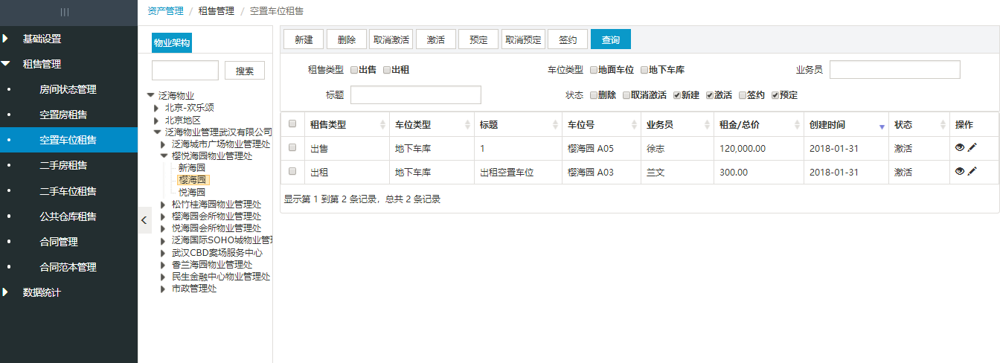 资产管理 / 租售管理 / 空置车位租售
基础设置
租售管理
房间状态管理
空置房租售
空置车位租售
二手房租售
二手车位租售
公共仓库租售
合同管理
合同范本管理
数据统计
物业架构
搜索
泛海物业
北京-欢乐颂
北京地区
泛海物业管理武汉有限公司
泛海城市广场物业管理处
樱悦海园物业管理处
新海园
樱海园
悦海园
松竹桂海园物业管理处
樱海园会所物业管理处
悦海园会所物业管理处
泛海国际SOHO城物业管理
武汉CBD案场服务中心
香兰海园物业管理处
民生金融中心物业管理处
市政管理处
新建 删除 取消激活 激活 预定 取消预定 签约 查询
租售类型 出售 出租 车位类型 地面车位 地下车库 业务员
标题 状态 删除 取消激活 新建 激活 签约 预定
租售类型 车位类型 标题 车位号 业务员 租金/总价 创建时间 状态 操作
出售 地下车库 1 樱海园 A05 徐志 120,000.00 2018-01-31 激活
出租 地下车库 出租空置车位 樱海园 A03 兰文 300.00 2018-01-31 激活
显示第 1 到第 2 条记录，总共 2 条记录